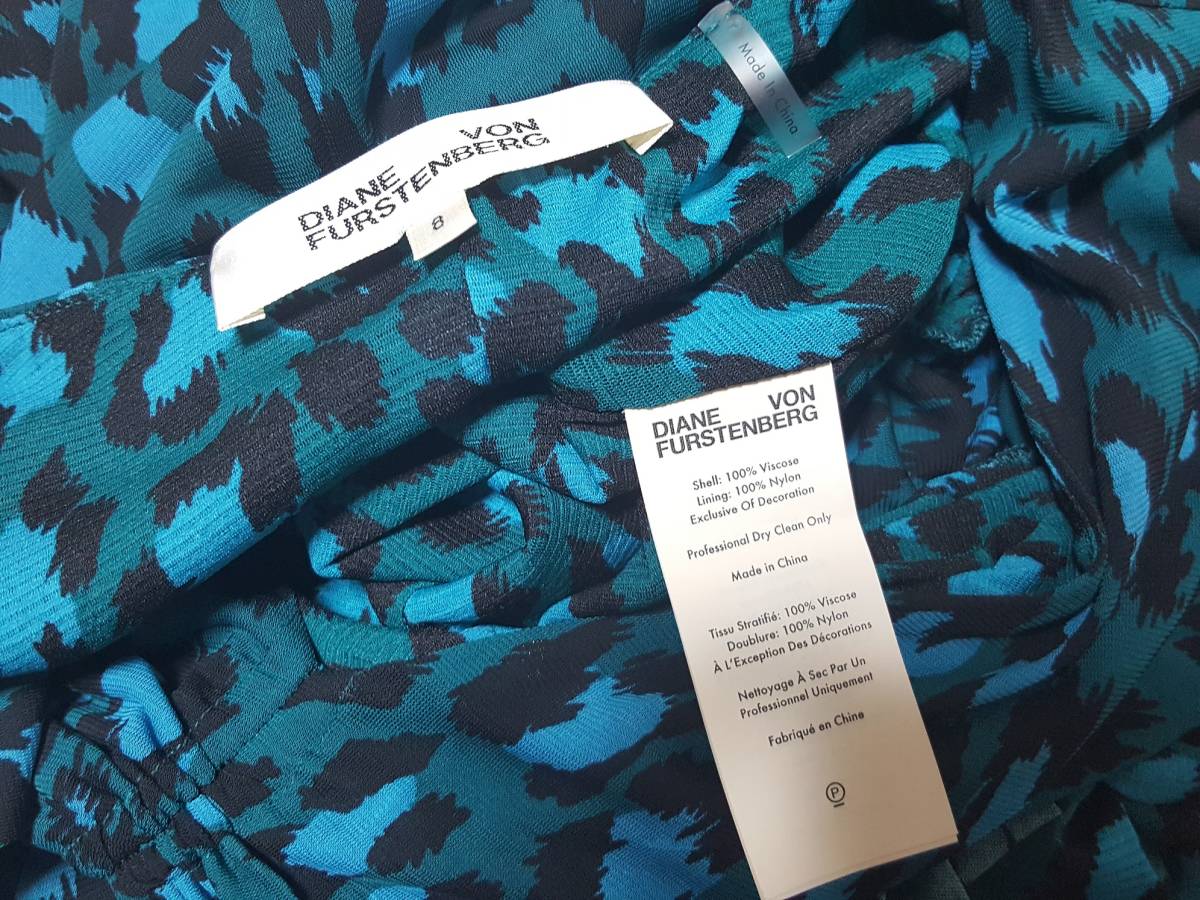 DIANE VON
FURSTENBERG
8
Made In China
DIANE VON
FURSTENBERG
Shell: 100% Viscose
Lining: 100% Nylon
Exclusive Of Decoration
Professional Dry Clean Only
Made in China
Tissu Stratifié: 100% Viscose
Doublure: 100% Nylon
À L'Exception Des Décorations
Nettoyage À Sec Par Un
Professionnel Uniquement
Fabriqué en Chine
P